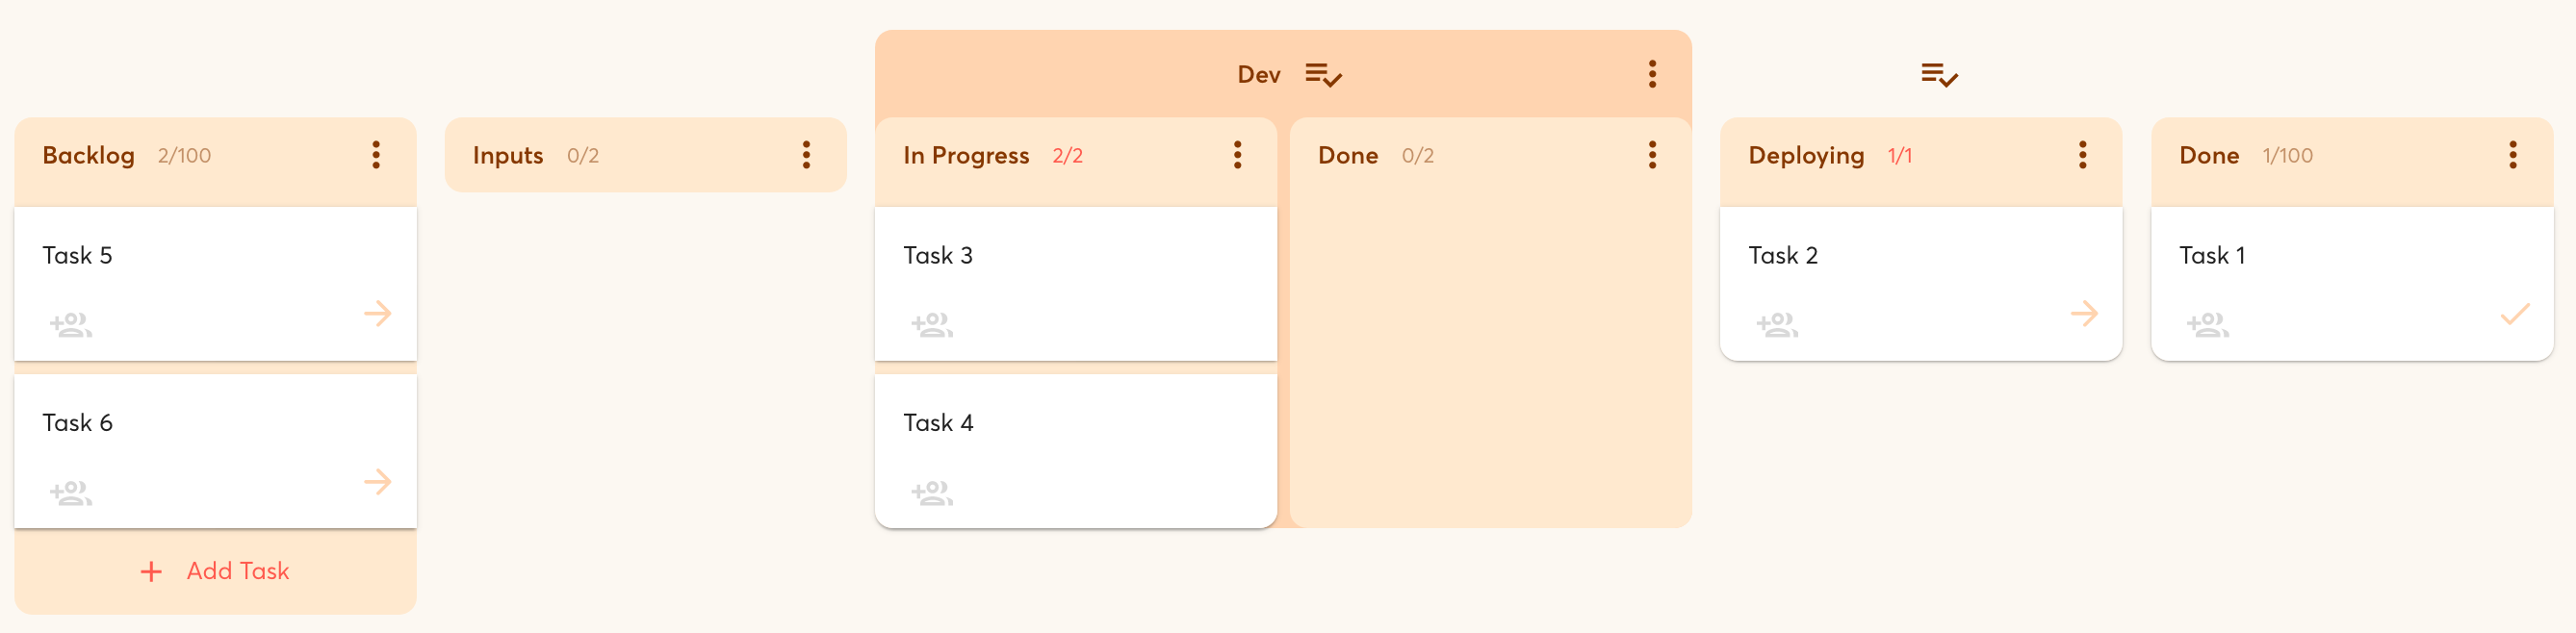 Dev
Backlog 2/100
Inputs 0/2
In Progress 2/2
Done 0/2
Deploying 1/1
Done 1/100
Task 5
Task 3
Task 2
Task 1
Task 6
Task 4
+ Add Task